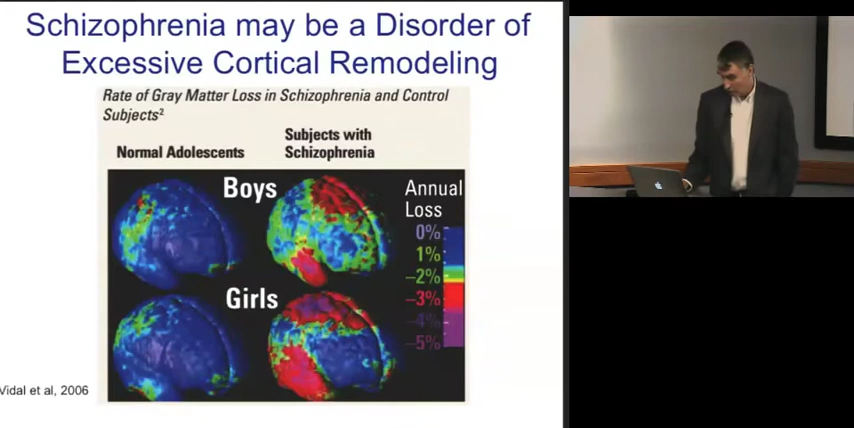 Schizophrenia may be a Disorder of
Excessive Cortical Remodeling
Rate of Gray Matter Loss in Schizophrenia and Control
Subjects²
Normal Adolescents
Subjects with
Schizophrenia
Boys
Annual
Loss
0%
1%
–2%
–3%
–4%
–5%
Girls
Vidal et al, 2006